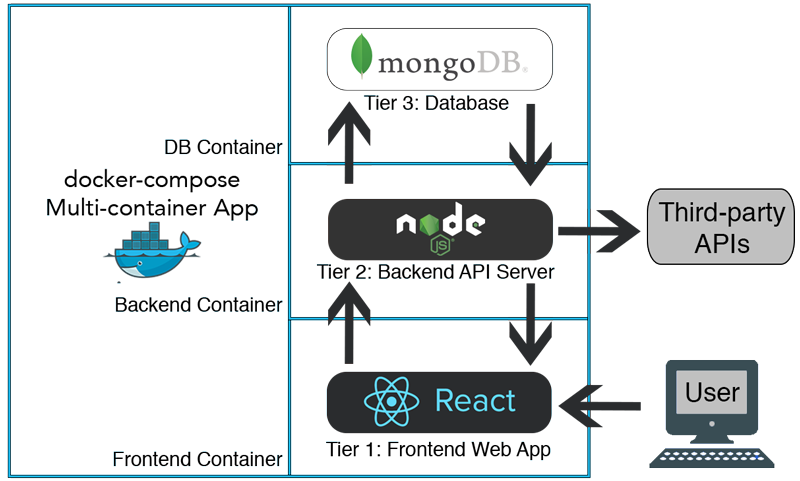 mongoDB®
Tier 3: Database
DB Container
docker-compose
Multi-container App
node
JS
Tier 2: Backend API Server
Backend Container
Third-party
APIs
React
Tier 1: Frontend Web App
Frontend Container
User